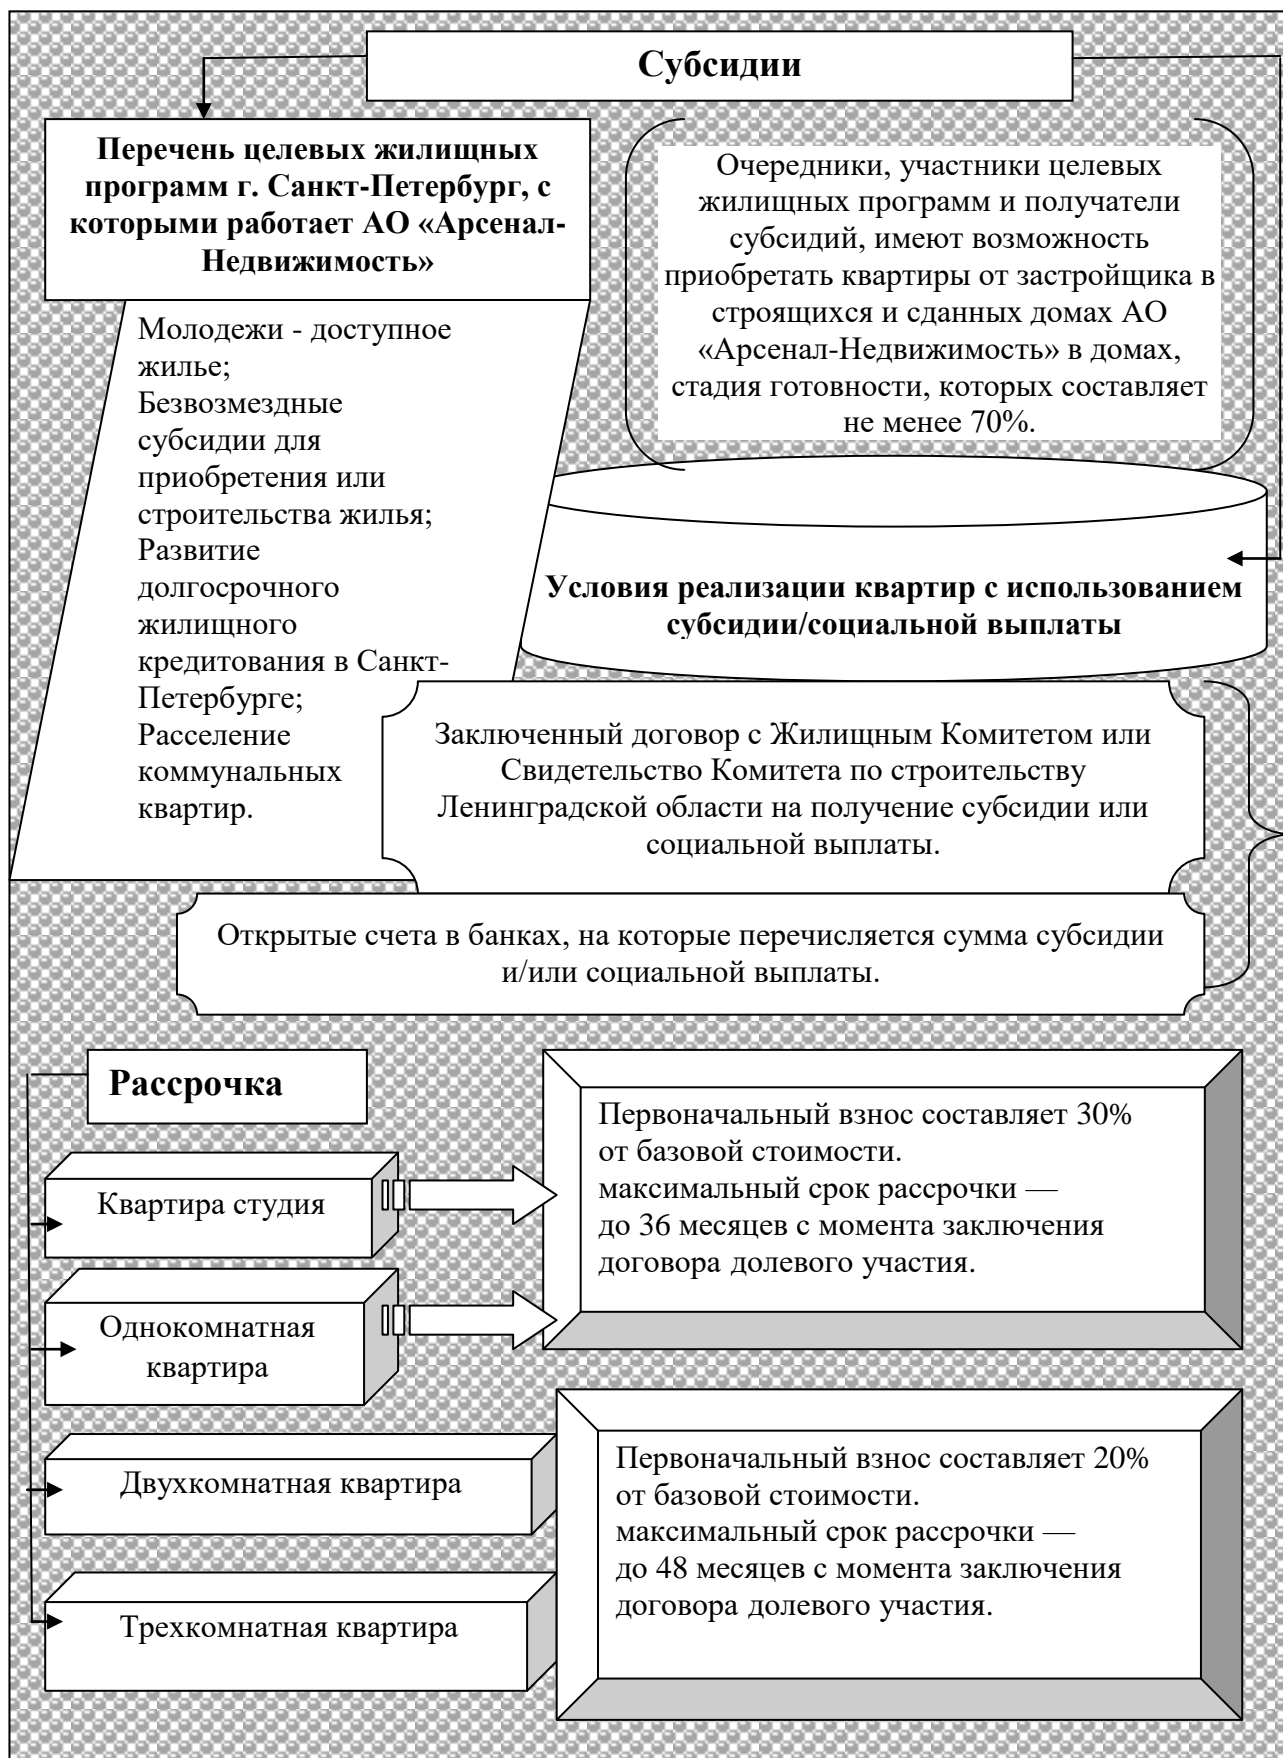 Субсидии
Перечень целевых жилищных
программ г. Санкт-Петербург, с
которыми работает АО «Арсенал-
Недвижимость»
Молодежи - доступное
жилье;
Безвозмездные
субсидии для
приобретения или
строительства жилья;
Развитие
долгосрочного
жилищного
кредитования в Санкт-
Петербурге;
Расселение
коммунальных
квартир.
Очередники, участники целевых
жилищных программ и получатели
субсидий, имеют возможность
приобретать квартиры от застройщика в
строящихся и сданных домах АО
«Арсенал-Недвижимость» в домах,
стадия готовности, которых составляет
не менее 70%.
Условия реализации квартир с использованием
субсидии/социальной выплаты
Заключенный договор с Жилищным Комитетом или
Свидетельство Комитета по строительству
Ленинградской области на получение субсидии или
социальной выплаты.
Открытые счета в банках, на которые перечисляется сумма субсидии
и/или социальной выплаты.
Рассрочка
Квартира студия
Однокомнатная
квартира
Первоначальный взнос составляет 30%
от базовой стоимости.
максимальный срок рассрочки —
до 36 месяцев с момента заключения
договора долевого участия.
Двухкомнатная квартира
Трехкомнатная квартира
Первоначальный взнос составляет 20%
от базовой стоимости.
максимальный срок рассрочки —
до 48 месяцев с момента заключения
договора долевого участия.